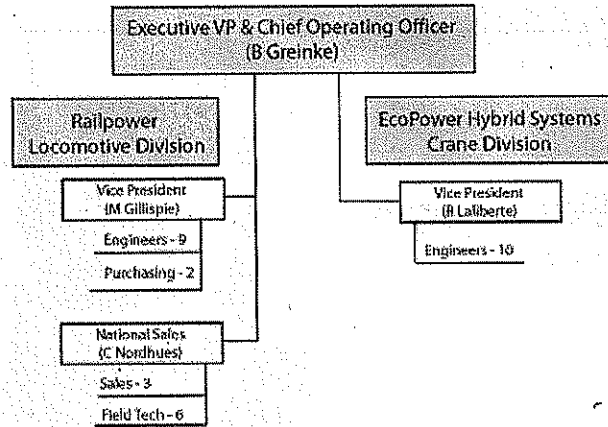 Executive VP & Chief Operating Officer
(B Greinke)
Railpower
Locomotive Division
EcoPower Hybrid Systems
Crane Division
Vice President
(M Gillispie)
Engineers - 9
Purchasing - 2
Vice President
(R Laliberte)
Engineers - 10
National Sales
(C Nordhues)
Sales - 3
Field Tech - 6